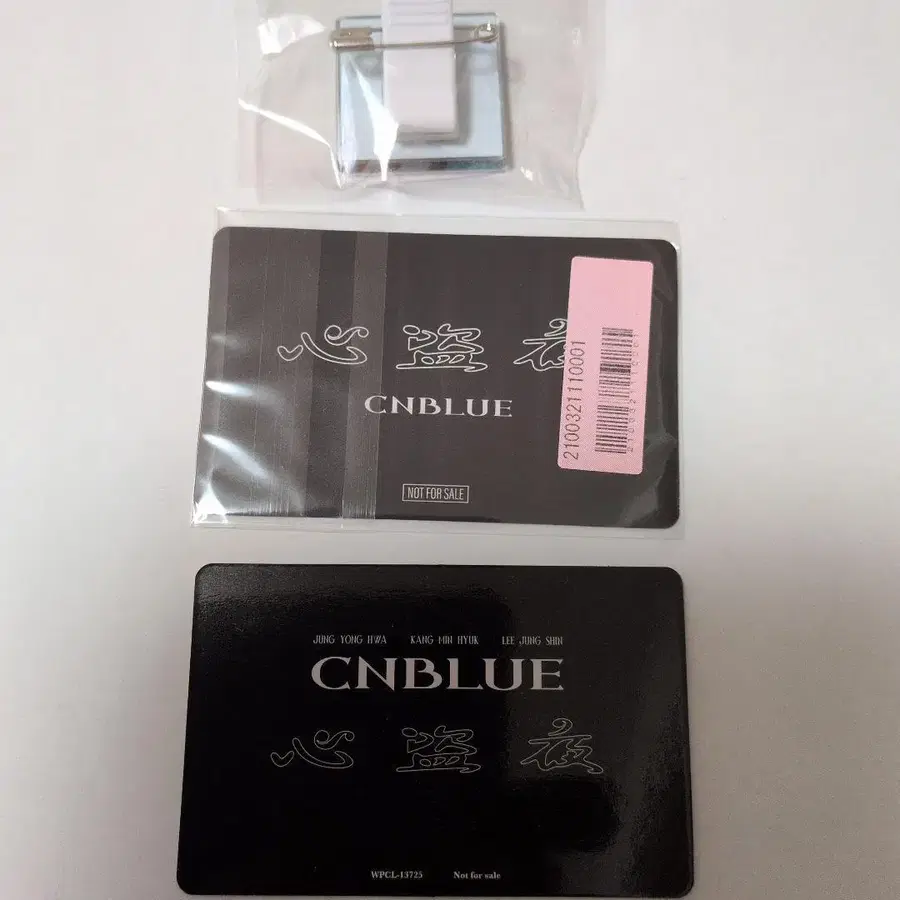 心盗夜
CNBLUE
NOT FOR SALE
2100321110001
2100321110001
JUNG YONG HWA KANG MIN HYUK LEE JUNG SHIN
CNBLUE
心盗夜
WPCL-13725 Not for sale